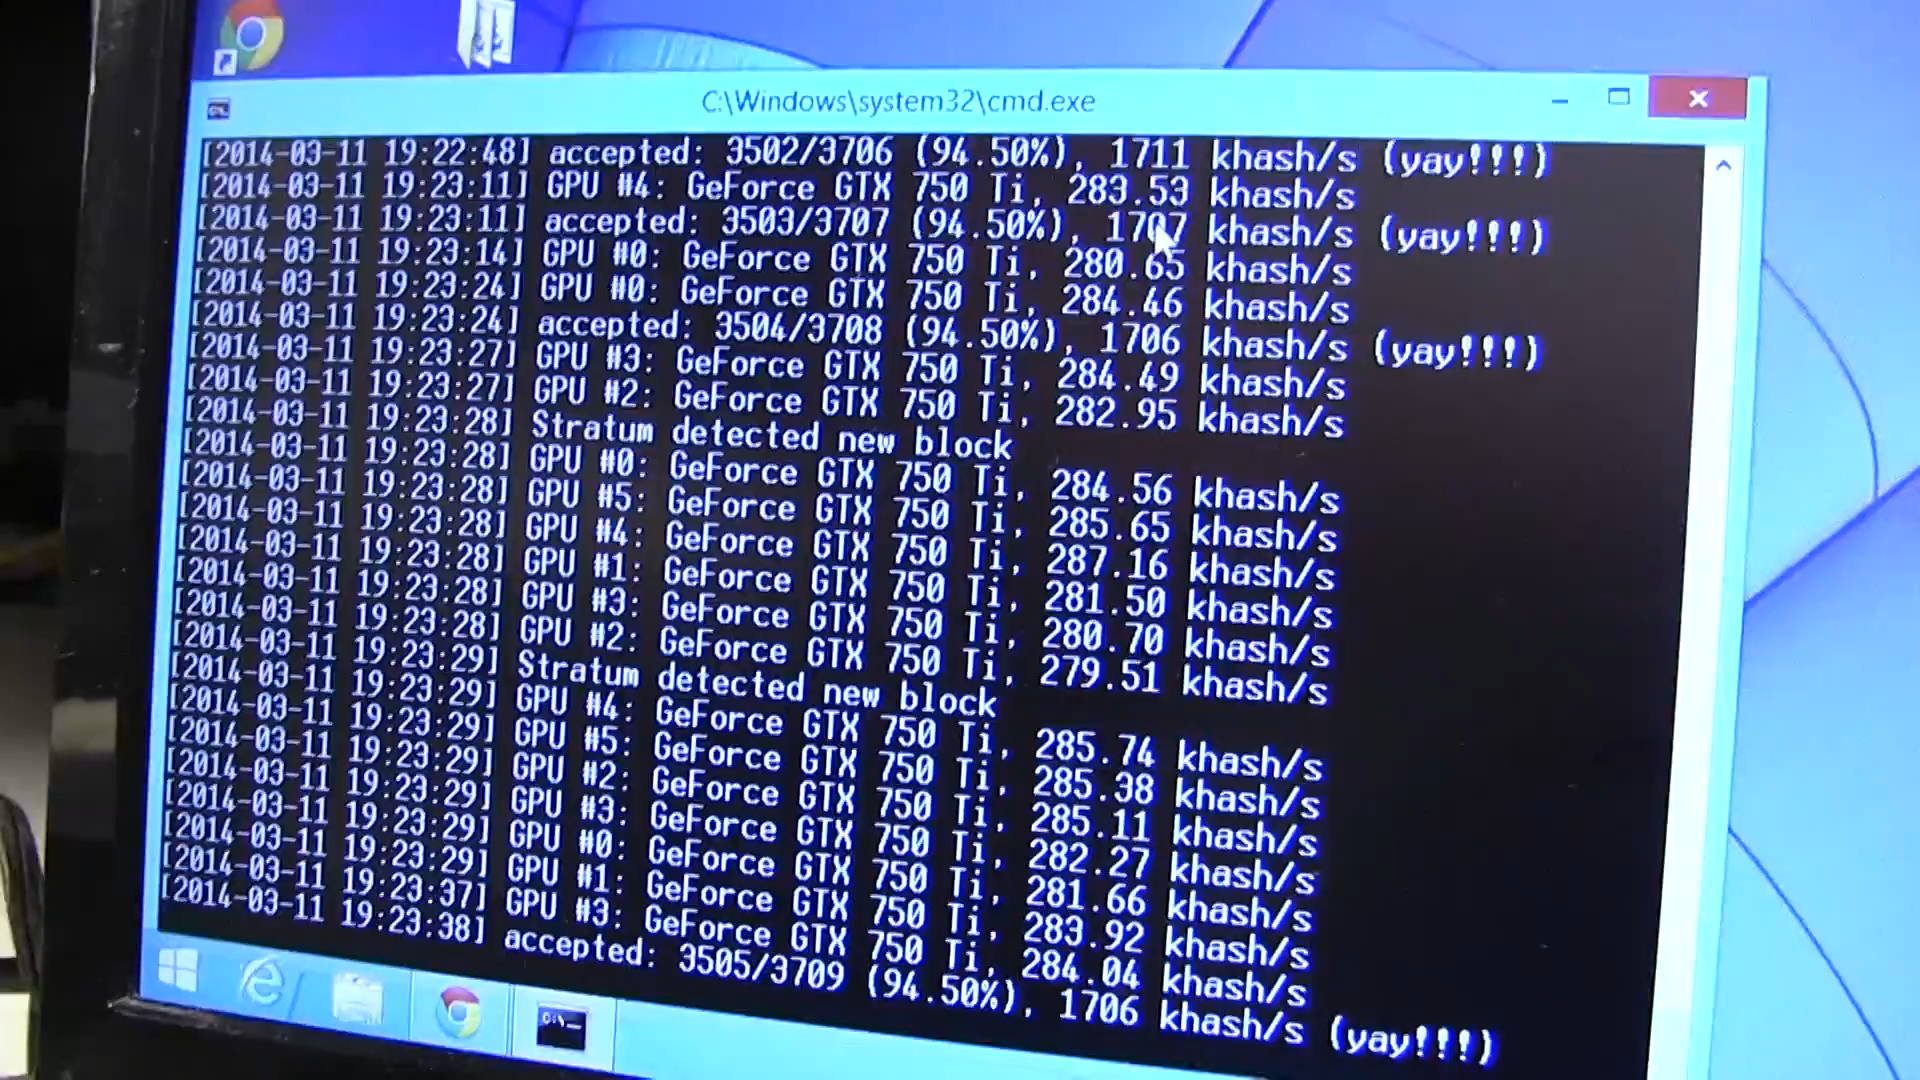 C:\Windows\system32\cmd.exe
[2014-03-11 19:22:48] accepted: 3502/3706 (94.50%), 1711 khash/s (yay!!!)
[2014-03-11 19:23:11] GPU #4: GeForce GTX 750 Ti, 283.53 khash/s
[2014-03-11 19:23:11] accepted: 3503/3707 (94.50%), 1707 khash/s (yay!!!)
[2014-03-11 19:23:14] GPU #0: GeForce GTX 750 Ti, 280.65 khash/s
[2014-03-11 19:23:24] GPU #0: GeForce GTX 750 Ti, 284.46 khash/s
[2014-03-11 19:23:24] accepted: 3504/3708 (94.50%), 1706 khash/s (yay!!!)
[2014-03-11 19:23:27] GPU #3: GeForce GTX 750 Ti, 284.49 khash/s
[2014-03-11 19:23:27] GPU #2: GeForce GTX 750 Ti, 282.95 khash/s
[2014-03-11 19:23:28] Stratum detected new block
[2014-03-11 19:23:28] GPU #0: GeForce GTX 750 Ti, 284.56 khash/s
[2014-03-11 19:23:28] GPU #5: GeForce GTX 750 Ti, 285.65 khash/s
[2014-03-11 19:23:28] GPU #4: GeForce GTX 750 Ti, 287.16 khash/s
[2014-03-11 19:23:28] GPU #1: GeForce GTX 750 Ti, 281.50 khash/s
[2014-03-11 19:23:28] GPU #3: GeForce GTX 750 Ti, 280.70 khash/s
[2014-03-11 19:23:28] GPU #2: GeForce GTX 750 Ti, 279.51 khash/s
[2014-03-11 19:23:29] Stratum detected new block
[2014-03-11 19:23:29] GPU #4: GeForce GTX 750 Ti, 285.74 khash/s
[2014-03-11 19:23:29] GPU #5: GeForce GTX 750 Ti, 285.38 khash/s
[2014-03-11 19:23:29] GPU #2: GeForce GTX 750 Ti, 285.11 khash/s
[2014-03-11 19:23:29] GPU #3: GeForce GTX 750 Ti, 282.27 khash/s
[2014-03-11 19:23:29] GPU #0: GeForce GTX 750 Ti, 281.66 khash/s
[2014-03-11 19:23:29] GPU #1: GeForce GTX 750 Ti, 283.92 khash/s
[2014-03-11 19:23:37] GPU #3: GeForce GTX 750 Ti, 284.04 khash/s
[2014-03-11 19:23:38] accepted: 3505/3709 (94.50%), 1706 khash/s (yay!!!)